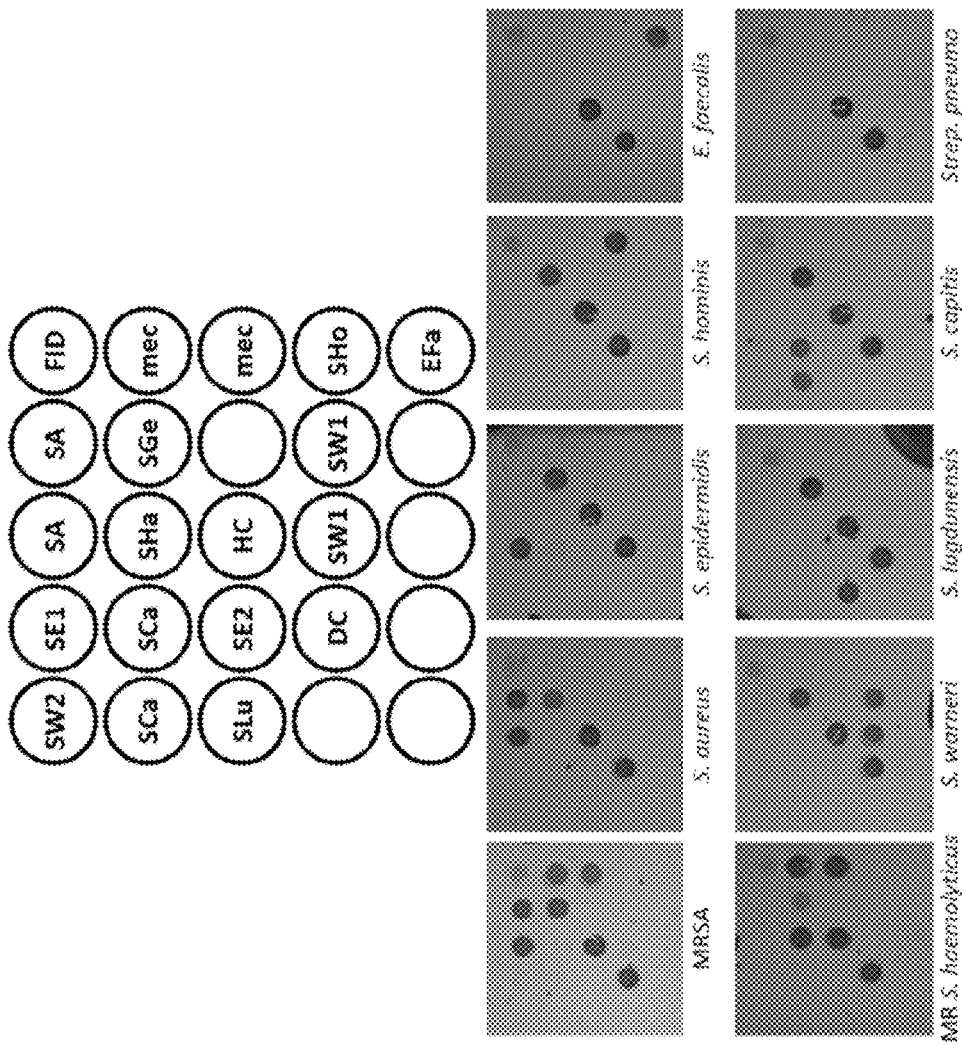 SW2 SE1 SA SA FID
SCa SCa SHa SGe mec
SLu SE2 HC mec
DC SW1 SW1 SHo
EFa
MRSA
S. aureus
S. epidermidis
S. hominis
E. faecalis
MR S. haemolyticus
S. warneri
S. lugdunensis
S. capitis
Strep. pneumo